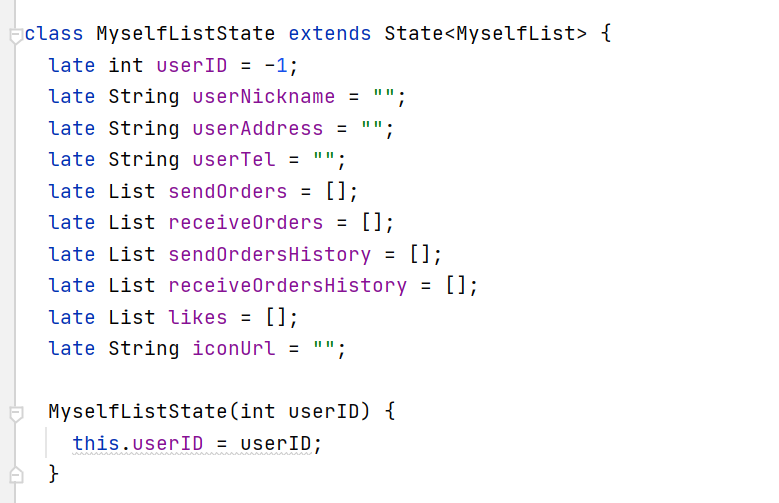 class MyselfListState extends State<MyselfList> {
  late int userID = -1;
  late String userNickname = "";
  late String userAddress = "";
  late String userTel = "";
  late List sendOrders = [];
  late List receiveOrders = [];
  late List sendOrdersHistory = [];
  late List receiveOrdersHistory = [];
  late List likes = [];
  late String iconUrl = "";

  MyselfListState(int userID) {
    this.userID = userID;
  }